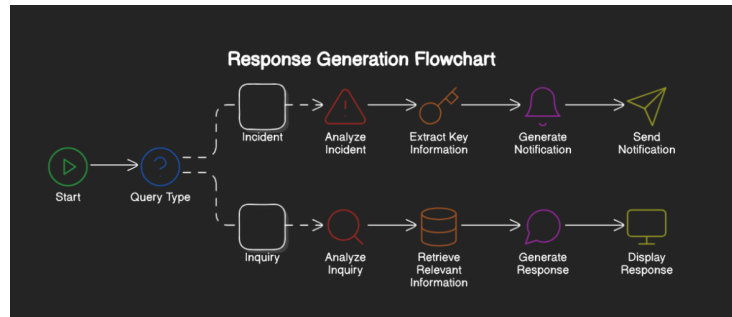 Response Generation Flowchart
Incident
Analyze
Incident
Extract Key
Information
Generate
Notification
Send
Notification
Start
Query Type
Inquiry
Analyze
Inquiry
Retrieve
Relevant
Information
Generate
Response
Display
Response